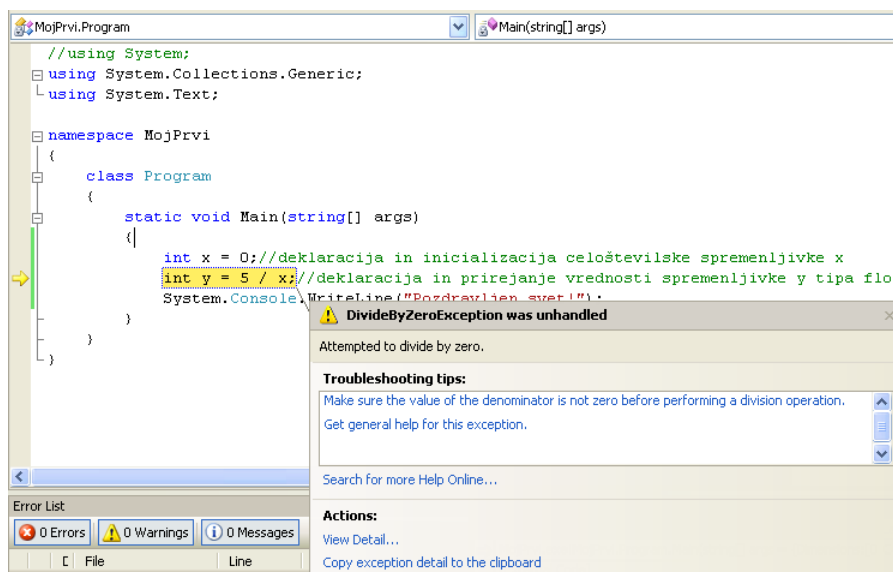 MojPrvi.Program
Main(string[] args)
//using System;
using System.Collections.Generic;
using System.Text;
namespace MojPrvi
{
class Program
{
static void Main(string[] args)
{
int x = 0;//deklaracija in inicializacija celoštevilske spremenljivke x
int y = 5 / x;//deklaracija in prirejanje vrednosti spremenljivke y tipa flo
System.Console.WriteLine("Pozdravljen svet!");
}
}
}
DivideByZeroException was unhandled
Attempted to divide by zero.
Troubleshooting tips:
Make sure the value of the denominator is not zero before performing a division operation.
Get general help for this exception.
Search for more Help Online...
Actions:
View Detail...
Copy exception detail to the clipboard
Error List
0 Errors
0 Warnings
0 Messages
File
Line